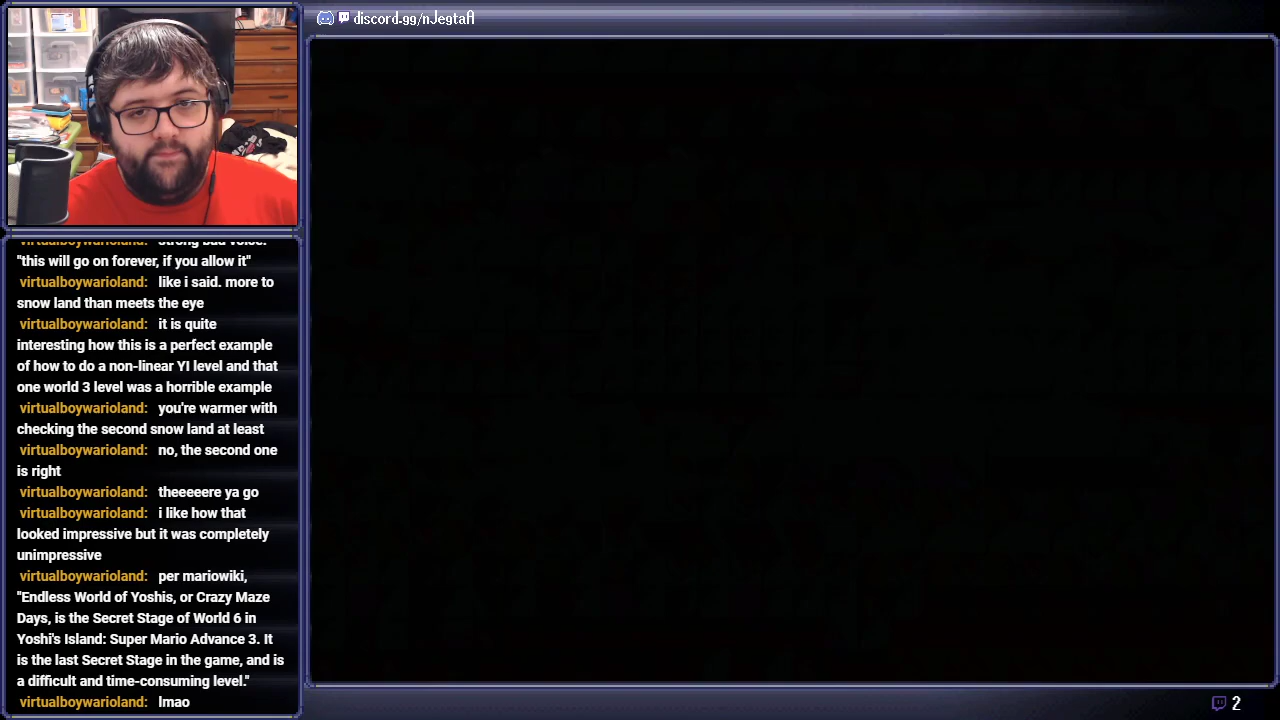 discord.gg/nJegtaA
virtualboywarioland: strong bad voice:
"this will go on forever, if you allow it"
virtualboywarioland: like i said. more to
snow land than meets the eye
virtualboywarioland: it is quite
interesting how this is a perfect example
of how to do a non-linear YI level and that
one world 3 level was a horrible example
virtualboywarioland: you're warmer with
checking the second snow land at least
virtualboywarioland: no, the second one
is right
virtualboywarioland: theeeeere ya go
virtualboywarioland: i like how that
looked impressive but it was completely
unimpressive
virtualboywarioland: per mariowiki,
"Endless World of Yoshis, or Crazy Maze
Days, is the Secret Stage of World 6 in
Yoshi's Island: Super Mario Advance 3. It
is the last Secret Stage in the game, and is
a difficult and time-consuming level."
virtualboywarioland: lmao
2